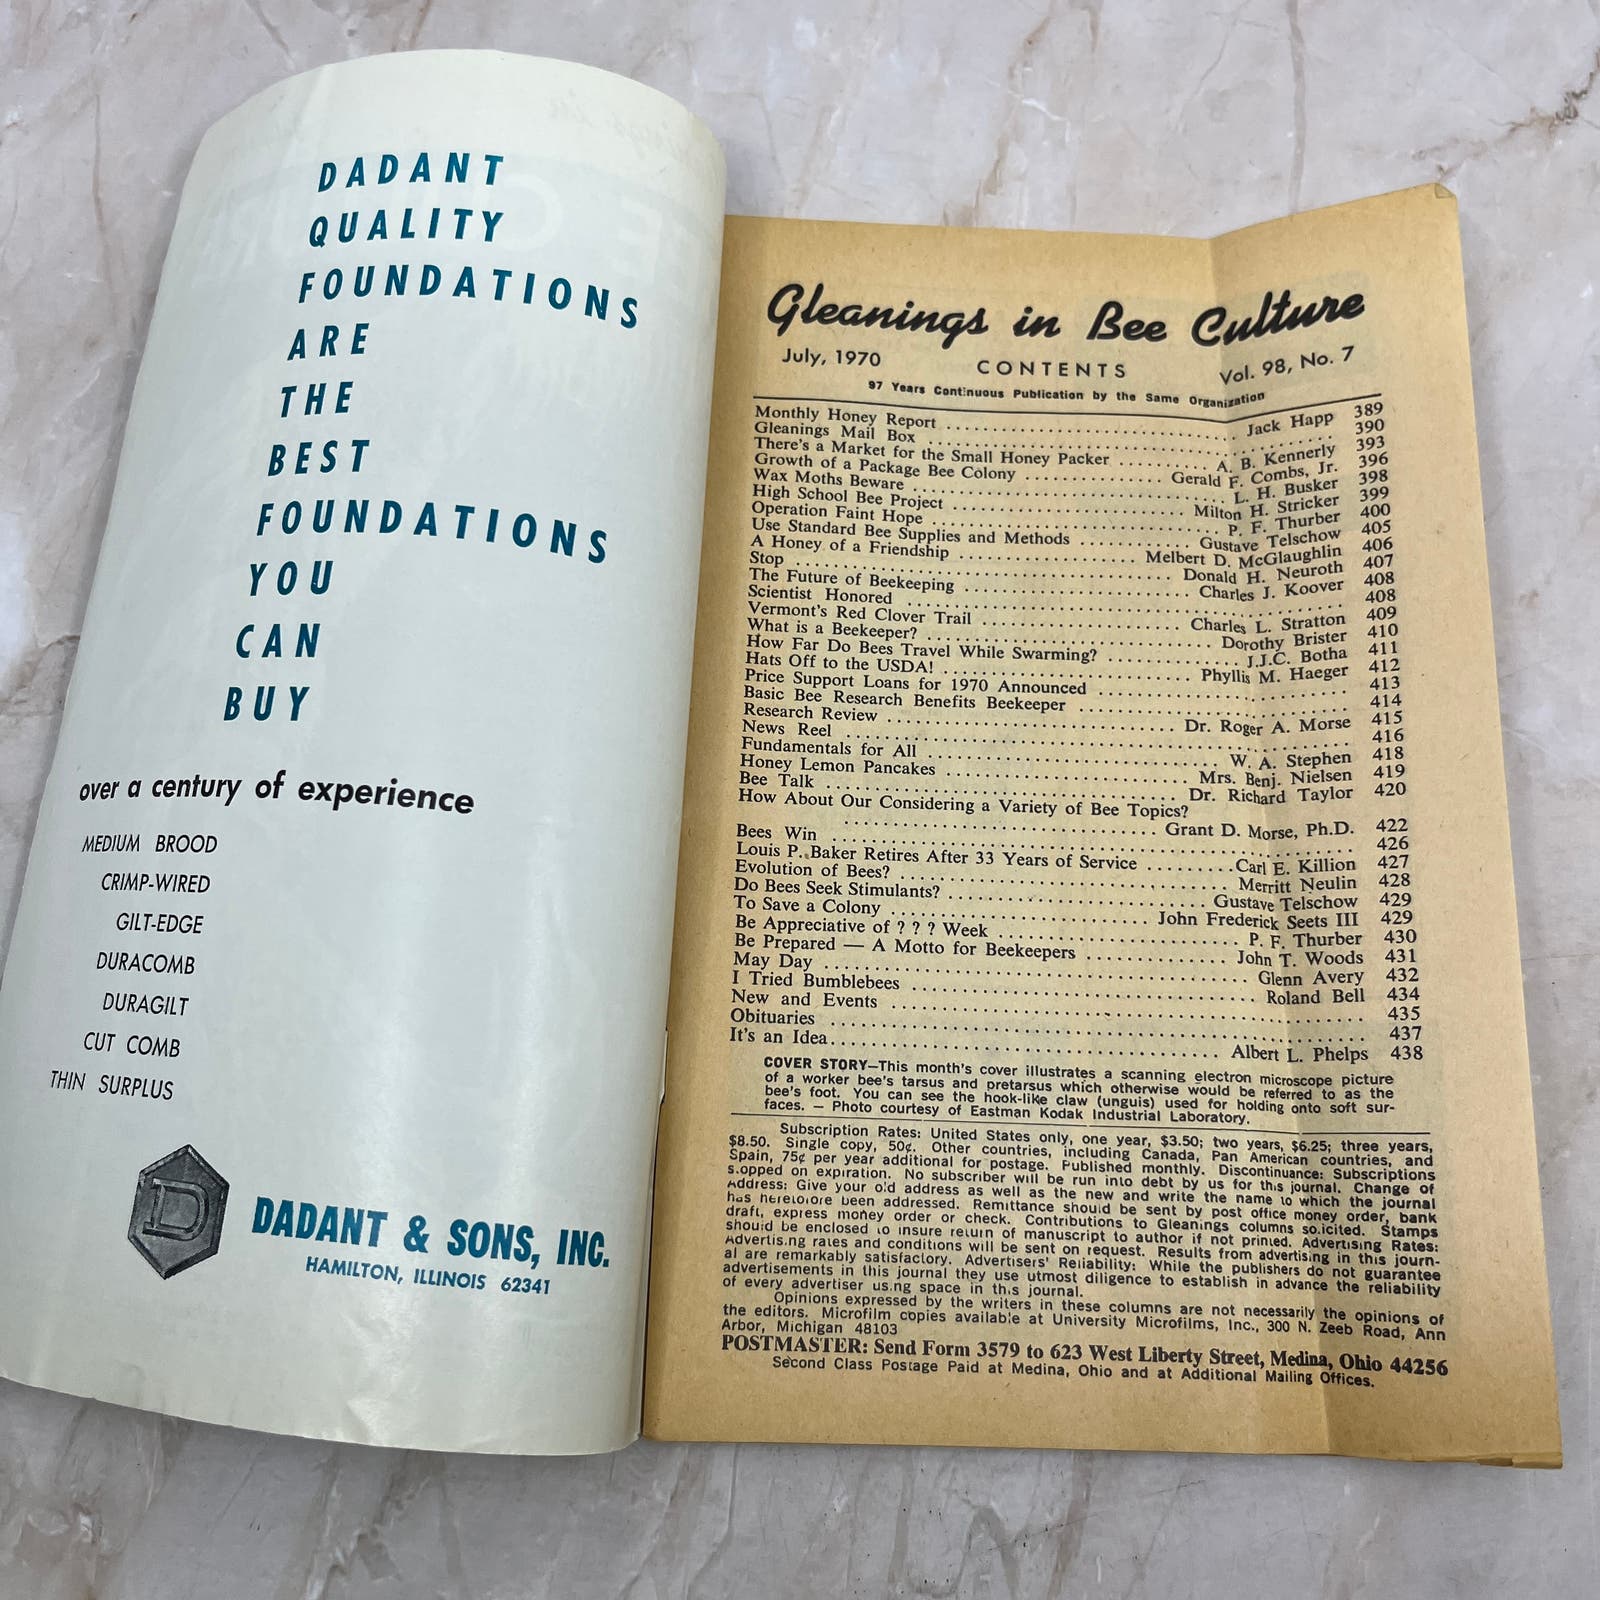 DADANT
QUALITY
FOUNDATIONS
ARE
THE
BEST
FOUNDATIONS
YOU
CAN
BUY
over a century of experience
MEDIUM BROOD
CRIMP-WIRED
GILT-EDGE
DURACOMB
DURAGILT
CUT COMB
THIN SURPLUS
D
DADANT & SONS, INC.
HAMILTON, ILLINOIS 62341
Gleanings in Bee Culture
July, 1970 CONTENTS Vol. 98, No. 7
97 Years Continuous Publication by the Same Organization
Monthly Honey Report Jack Happ 389
Gleanings Mail Box 390
There's a Market for the Small Honey Packer A. B. Kennerly 393
Growth of a Package Bee Colony Gerald F. Combs, Jr. 396
Wax Moths Beware L. H. Busker 398
High School Bee Project Milton H. Stricker 399
Operation Faint Hope P. F. Thurber 400
Use Standard Bee Supplies and Methods Gustave Telschow 405
A Honey of a Friendship Melbert D. McGlaughlin 406
Stop Donald H. Neuroth 407
The Future of Beekeeping Charles J. Koover 408
Scientist Honored 408
Vermont's Red Clover Trail Charles L. Stratton 409
What is a Beekeeper? Dorothy Brister 410
How Far Do Bees Travel While Swarming? J.J.C. Botha 411
Hats Off to the USDA! Phyllis M. Haeger 412
Price Support Loans for 1970 Announced 413
Basic Bee Research Benefits Beekeeper 414
Research Review Dr. Roger A. Morse 415
News Reel 416
Fundamentals for All W. A. Stephen 418
Honey Lemon Pancakes Mrs. Benj. Nielsen 419
Bee Talk Dr. Richard Taylor 420
How About Our Considering a Variety of Bee Topics?
Grant D. Morse, Ph.D. 422
Bees Win 426
Louis P. Baker Retires After 33 Years of Service Carl E. Killion 427
Evolution of Bees? Merritt Neulin 428
Do Bees Seek Stimulants? Gustave Telschow 429
To Save a Colony John Frederick Seets III 429
Be Appreciative of ? ? ? Week P. F. Thurber 430
Be Prepared — A Motto for Beekeepers John T. Woods 431
May Day Glenn Avery 432
I Tried Bumblebees Roland Bell 434
New and Events 435
Obituaries 437
It's an Idea Albert L. Phelps 438
COVER STORY—This month's cover illustrates a scanning electron microscope picture
of a worker bee's tarsus and pretarsus which otherwise would be referred to as the
bee's foot. You can see the hook-like claw (unguis) used for holding onto soft sur-
faces. — Photo courtesy of Eastman Kodak Industrial Laboratory.
Subscription Rates: United States only, one year, $3.50; two years, $6.25; three years,
$8.50. Single copy, 50¢. Other countries, including Canada, Pan American countries, and
Spain, 75¢ per year additional for postage. Published monthly. Discontinuance: Subscriptions
stopped on expiration. No subscriber will be run into debt by us for this journal. Change of
Address: Give your old address as well as the new and write the name to which the journal
has heretofore been addressed. Remittance should be sent by post office money order, bank
draft, express money order or check. Contributions to Gleanings columns solicited. Stamps
should be enclosed to insure return of manuscript to author if not printed. Advertising Rates:
Advertising rates and conditions will be sent on request. Results from advertising in this journ-
al are remarkably satisfactory. Advertisers' Reliability: While the publishers do not guarantee
advertisements in this journal they use utmost diligence to establish in advance the reliability
of every advertiser using space in this journal.
Opinions expressed by the writers in these columns are not necessarily the opinions of
the editors. Microfilm copies available at University Microfilms, Inc., 300 N. Zeeb Road, Ann
Arbor, Michigan 48103
POSTMASTER: Send Form 3579 to 623 West Liberty Street, Medina, Ohio 44256
Second Class Postage Paid at Medina, Ohio and at Additional Mailing Offices.